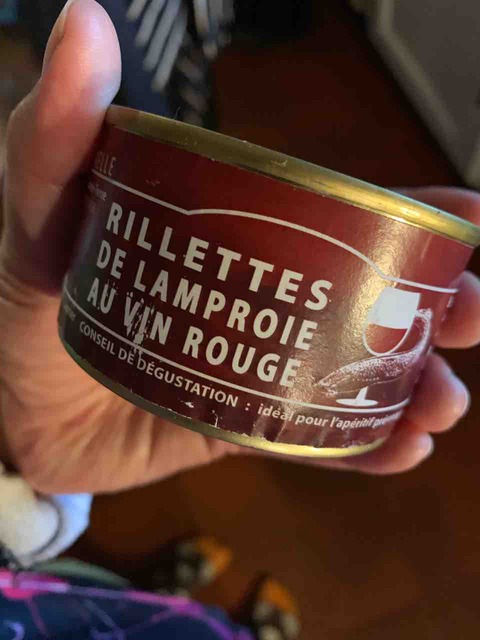 RILLETTES
DE LAMPROIE
AU VIN ROUGE
CONSEIL DE DÉGUSTATION : idéal pour l'apéritif